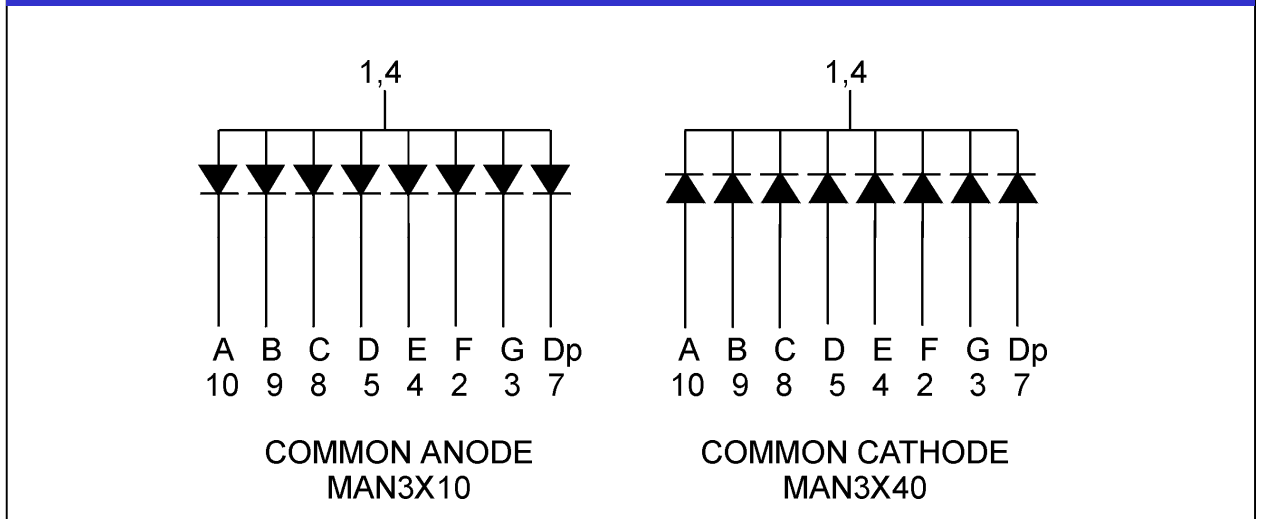 1,4
A B C D E F G Dp
10 9 8 5 4 2 3 7
COMMON ANODE
MAN3X10
1,4
A B C D E F G Dp
10 9 8 5 4 2 3 7
COMMON CATHODE
MAN3X40